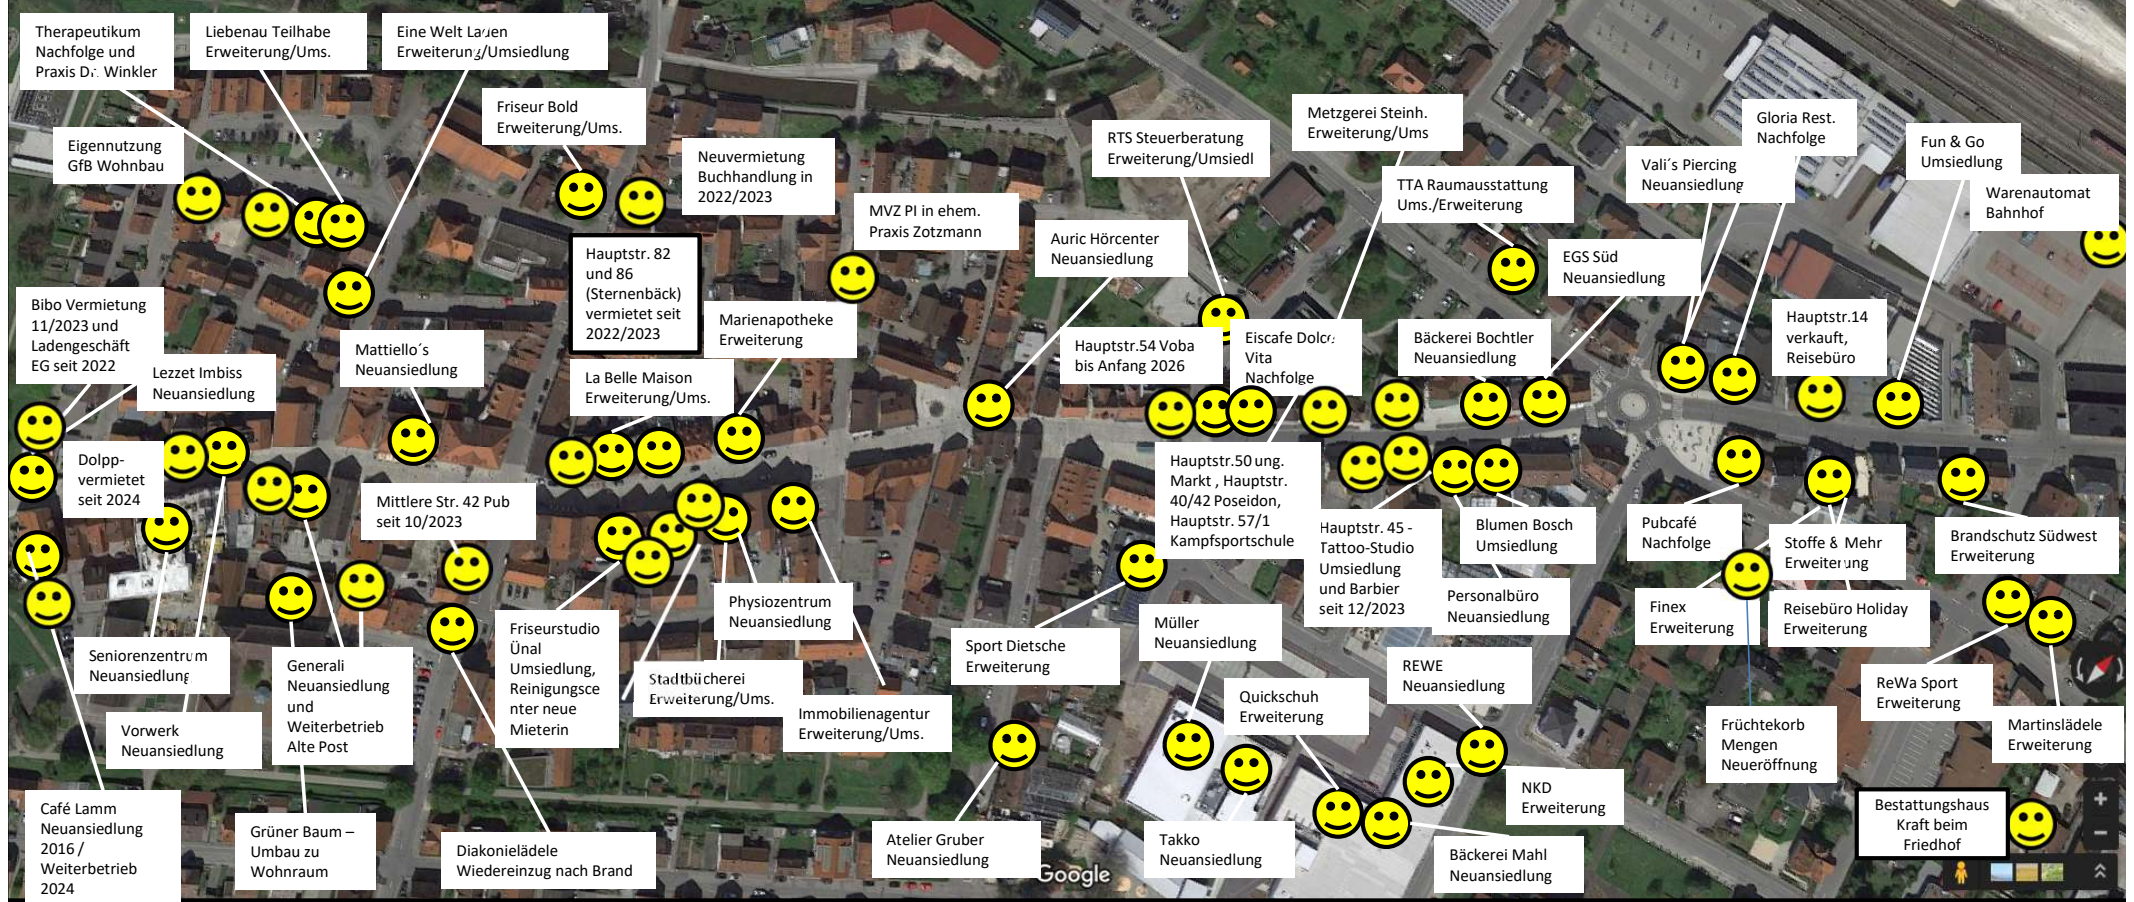 Therapeutikum
Nachfolge und
Praxis Dr. Winkler
Liebenau Teilhabe
Erweiterung/Ums.
Eine Welt Laden
Erweiterung/Umsiedlung
Friseur Bold
Erweiterung/Ums.
Eigennutzung
GfB Wohnbau
Neuvermietung
Buchhandlung in
2022/2023
MVZ PI in ehem.
Praxis Zotzmann
RTS Steuerberatung
Erweiterung/Umsiedl
Metzgerei Steinh.
Erweiterung/Ums
TTA Raumausstattung
Ums./Erweiterung
Vali´s Piercing
Neuansiedlung
Gloria Rest.
Nachfolge
Fun & Go
Umsiedlung
Warenautomat
Bahnhof
Hauptstr. 82
und 86
(Sternenbäck)
vermietet seit
2022/2023
Auric Hörcenter
Neuansiedlung
EGS Süd
Neuansiedlung
Bibo Vermietung
11/2023 und
Ladengeschäft
EG seit 2022
Lezzet Imbiss
Neuansiedlung
Mattiello´s
Neuansiedlung
Marienapotheke
Erweiterung
La Belle Maison
Erweiterung/Ums.
Hauptstr.54 Voba
bis Anfang 2026
Eiscafe Dolce
Vita
Nachfolge
Bäckerei Bochtler
Neuansiedlung
Hauptstr.14
verkauft,
Reisebüro
Dolpp-
vermietet
seit 2024
Mittlere Str. 42 Pub
seit 10/2023
Hauptstr.50 ung.
Markt , Hauptstr.
40/42 Poseidon,
Hauptstr. 57/1
Kampfsportschule
Hauptstr. 45 -
Tattoo-Studio
Umsiedlung
und Barbier
seit 12/2023
Blumen Bosch
Umsiedlung
Pubcafé
Nachfolge
Stoffe & Mehr
Erweiterung
Brandschutz Südwest
Erweiterung
Personalbüro
Neuansiedlung
Finex
Erweiterung
Reisebüro Holiday
Erweiterung
Physiozentrum
Neuansiedlung
Friseurstudio
Ünal
Umsiedlung,
Reinigungsce
nter neue
Mieterin
Stadtbücherei
Erweiterung/Ums.
Immobilienagentur
Erweiterung/Ums.
Sport Dietsche
Erweiterung
Müller
Neuansiedlung
Quickschuh
Erweiterung
REWE
Neuansiedlung
Seniorenzentrum
Neuansiedlung
Generali
Neuansiedlung
und
Weiterbetrieb
Alte Post
Vorwerk
Neuansiedlung
ReWa Sport
Erweiterung
Früchtekorb
Mengen
Neueröffnung
Martinslädele
Erweiterung
NKD
Erweiterung
Café Lamm
Neuansiedlung
2016 /
Weiterbetrieb
2024
Grüner Baum –
Umbau zu
Wohnraum
Diakonielädele
Wiedereinzug nach Brand
Atelier Gruber
Neuansiedlung
Takko
Neuansiedlung
Bäckerei Mahl
Neuansiedlung
Bestattungshaus
Kraft beim
Friedhof
Google